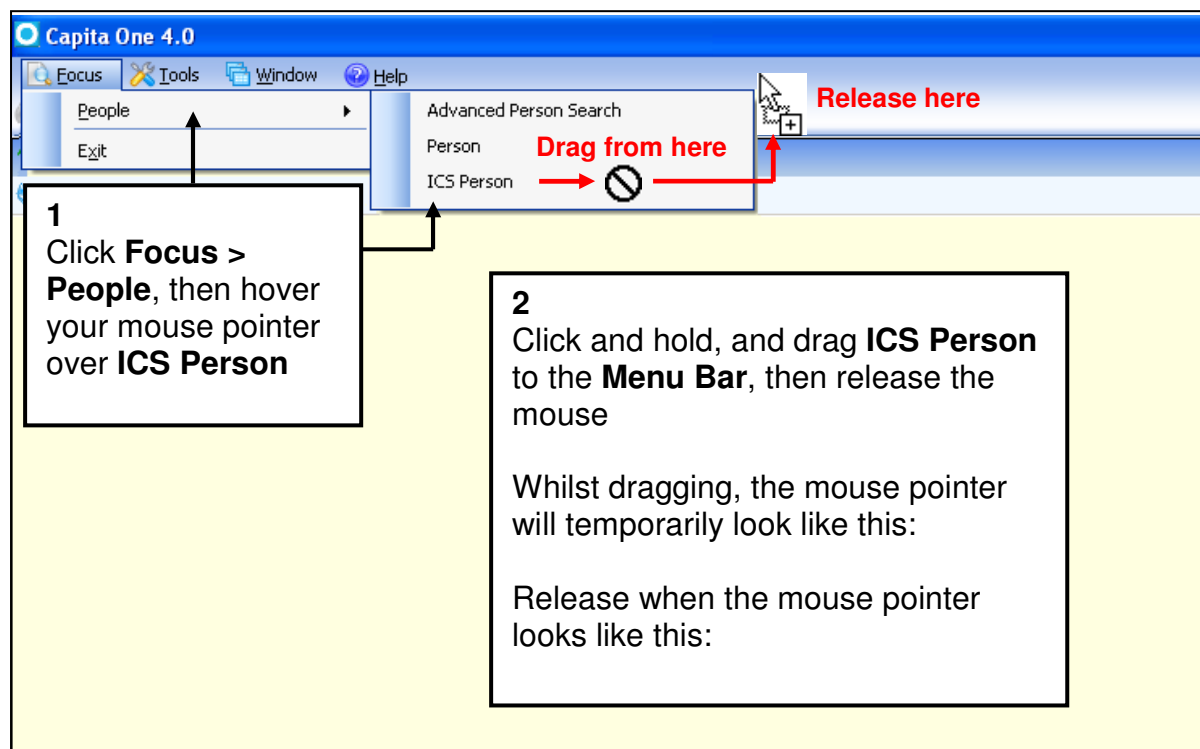 Capita One 4.0
Focus Tools Window Help
People
Exit
Advanced Person Search
Person
ICS Person
Drag from here
Release here
1
Click Focus >
People, then hover
your mouse pointer
over ICS Person
2
Click and hold, and drag ICS Person
to the Menu Bar, then release the
mouse
Whilst dragging, the mouse pointer
will temporarily look like this:
Release when the mouse pointer
looks like this: